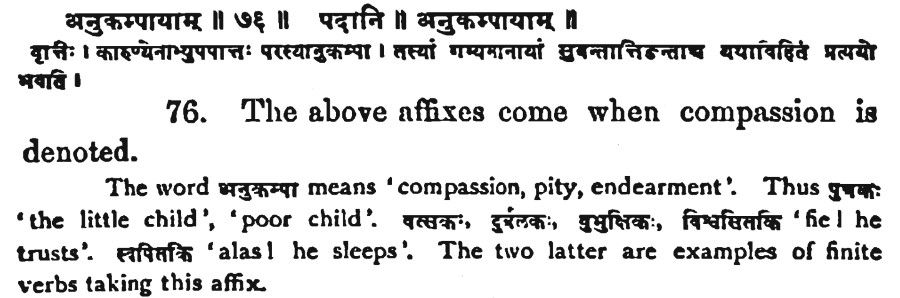 अनुकम्पायाम् ॥ ७६ ॥ पदानि ॥ अनुकम्पायाम् ॥
वृत्तिः । कारुण्येनाभ्युपपत्तिः परस्यानुकम्पा । तस्यां गम्यमानायां सुबन्तात्तिङन्ताच्च यथाविहितं प्रत्ययो
भवति ।
76. The above affixes come when compassion is
denoted.
The word अनुकम्पा means 'compassion, pity, endearment'. Thus पुत्रकः
'the little child', 'poor child'. वत्सकः, दुर्बलकः, बुभुक्षिकः, विश्वसितकि 'fie! he
trusts'. स्वपितकि 'alas! he sleeps'. The two latter are examples of finite
verbs taking this affix.